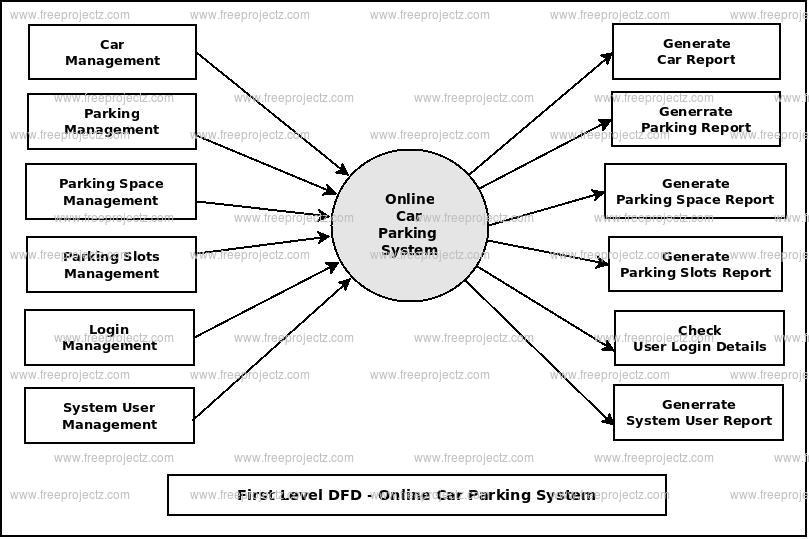 Car
Management
Parking
Management
Parking Space
Management
Parking Slots
Management
Login
Management
System User
Management
Online
Car
Parking
System
Generate
Car Report
Generrate
Parking Report
Generate
Parking Space Report
Generate
Parking Slots Report
Check
User Login Details
Generrate
System User Report
First Level DFD - Online Car Parking System
www.freeprojectz.com